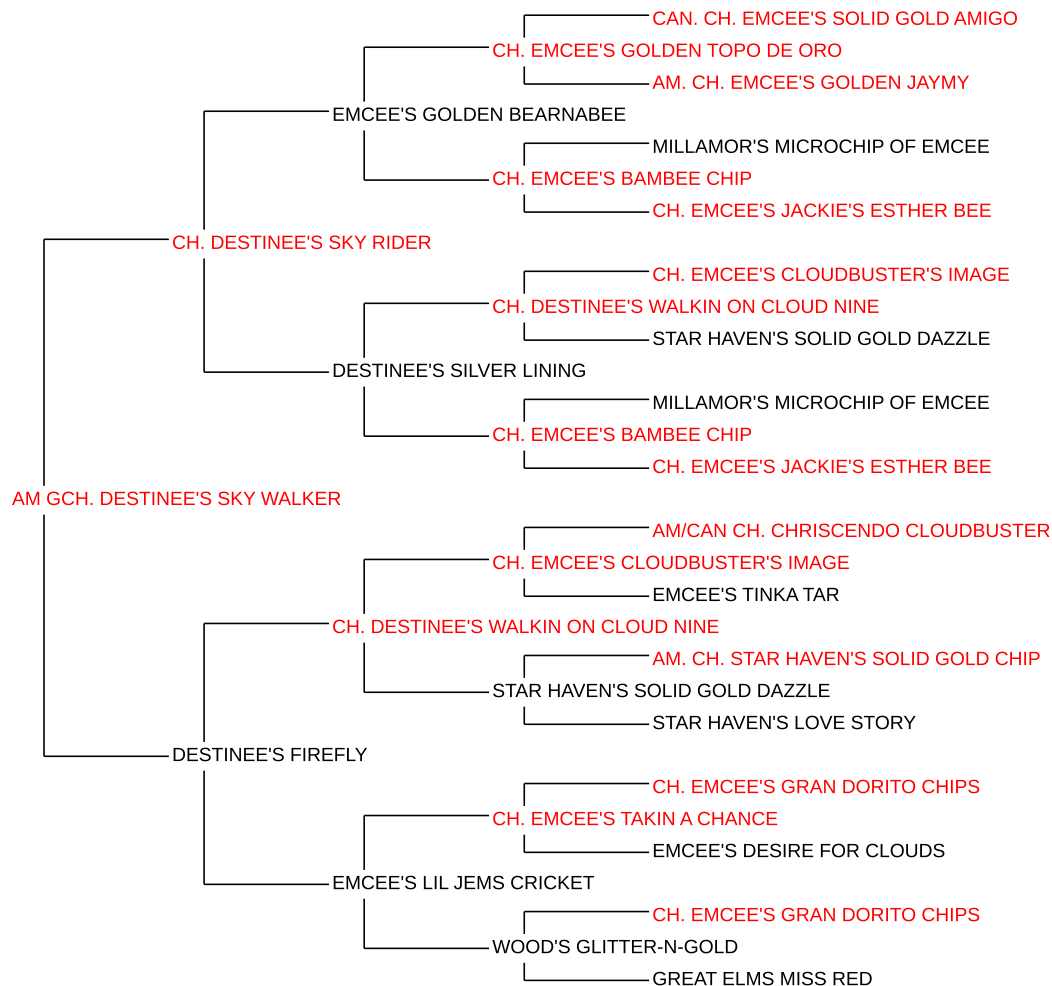 CAN. CH. EMCEE'S SOLID GOLD AMIGO
CH. EMCEE'S GOLDEN TOPO DE ORO
AM. CH. EMCEE'S GOLDEN JAYMY
EMCEE'S GOLDEN BEARNABEE
MILLAMOR'S MICROCHIP OF EMCEE
CH. EMCEE'S BAMBEE CHIP
CH. EMCEE'S JACKIE'S ESTHER BEE
CH. DESTINEE'S SKY RIDER
CH. EMCEE'S CLOUDBUSTER'S IMAGE
CH. DESTINEE'S WALKIN ON CLOUD NINE
STAR HAVEN'S SOLID GOLD DAZZLE
DESTINEE'S SILVER LINING
MILLAMOR'S MICROCHIP OF EMCEE
CH. EMCEE'S BAMBEE CHIP
CH. EMCEE'S JACKIE'S ESTHER BEE
AM GCH. DESTINEE'S SKY WALKER
AM/CAN CH. CHRISCENDO CLOUDBUSTER
CH. EMCEE'S CLOUDBUSTER'S IMAGE
EMCEE'S TINKA TAR
CH. DESTINEE'S WALKIN ON CLOUD NINE
AM. CH. STAR HAVEN'S SOLID GOLD CHIP
STAR HAVEN'S SOLID GOLD DAZZLE
STAR HAVEN'S LOVE STORY
DESTINEE'S FIREFLY
CH. EMCEE'S GRAN DORITO CHIPS
CH. EMCEE'S TAKIN A CHANCE
EMCEE'S DESIRE FOR CLOUDS
EMCEE'S LIL JEMS CRICKET
CH. EMCEE'S GRAN DORITO CHIPS
WOOD'S GLITTER-N-GOLD
GREAT ELMS MISS RED